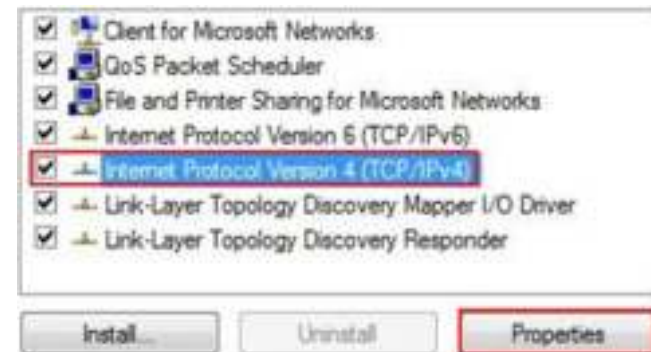 Client for Microsoft Networks
QoS Packet Scheduler
File and Printer Sharing for Microsoft Networks
Internet Protocol Version 6 (TCP/IPv6)
Internet Protocol Version 4 (TCP/IPv4)
Link-Layer Topology Discovery Mapper I/O Driver
Link-Layer Topology Discovery Responder
Install... Uninstall Properties